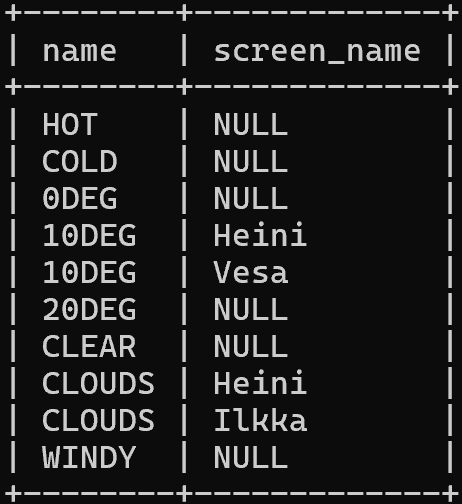 +--------+-------------+
| name   | screen_name |
+--------+-------------+
| HOT    | NULL        |
| COLD   | NULL        |
| 0DEG   | NULL        |
| 10DEG  | Heini       |
| 10DEG  | Vesa        |
| 20DEG  | NULL        |
| CLEAR  | NULL        |
| CLOUDS | Heini       |
| CLOUDS | Ilkka       |
| WINDY  | NULL        |
+--------+-------------+